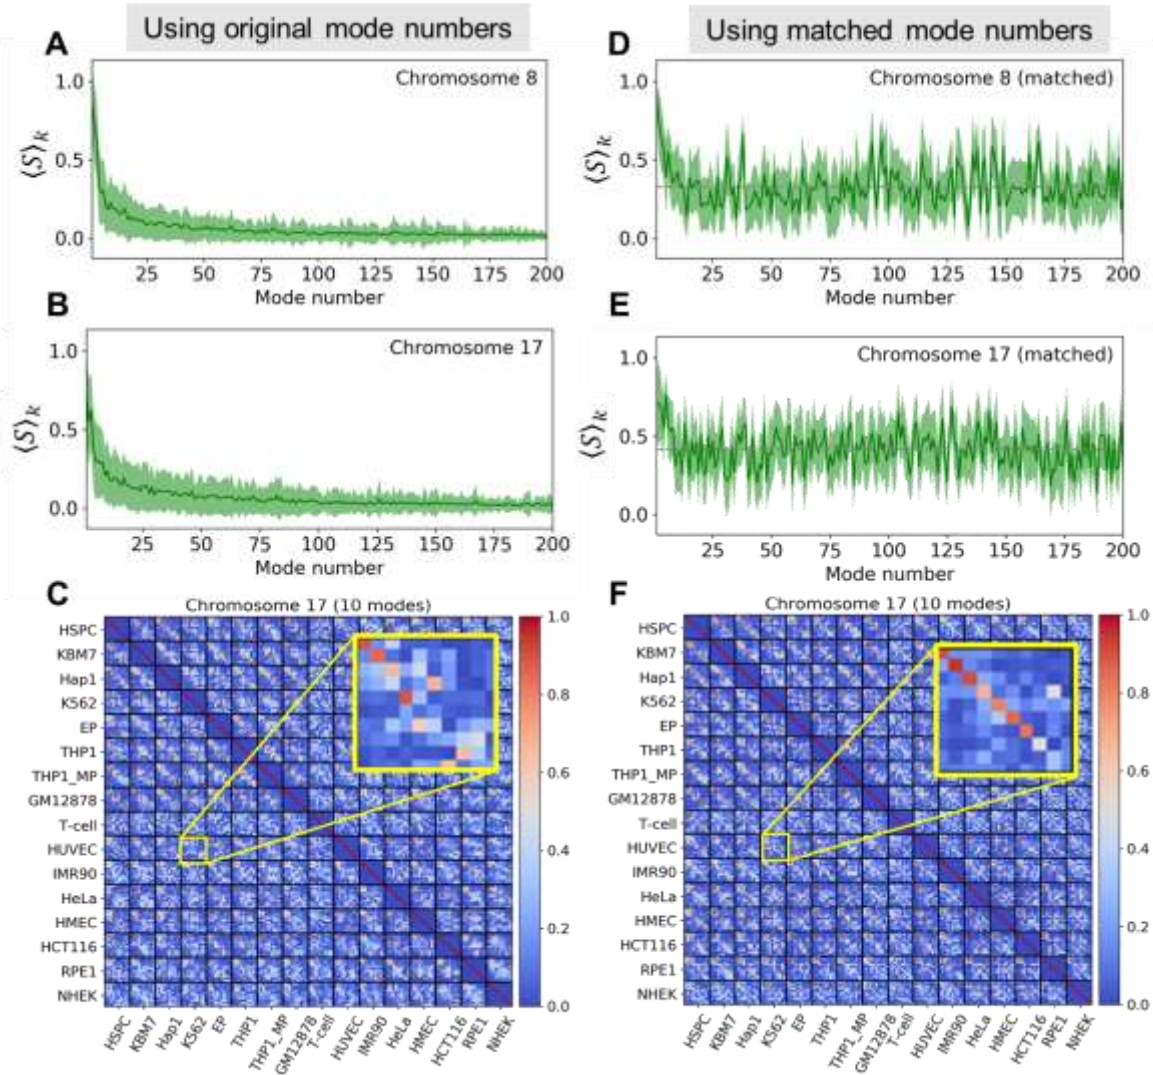 Using original mode numbers
A
Chromosome 8
1.0
0.5
0.0
⟨S⟩k
25 50 75 100 125 150 175 200
Mode number
B
Chromosome 17
1.0
0.5
0.0
⟨S⟩k
25 50 75 100 125 150 175 200
Mode number
C
Chromosome 17 (10 modes)
HSPC
KBM7
Hap1
K562
EP
THP1
THP1_MP
GM12878
T-cell
HUVEC
IMR90
HeLa
HMEC
HCT116
RPE1
NHEK
1.0
0.8
0.6
0.4
0.2
0.0
HSPC KBM7 Hap1 K562 EP THP1 THP1_MP GM12878 T-cell HUVEC IMR90 HeLa HMEC HCT116 RPE1 NHEK
Using matched mode numbers
D
Chromosome 8 (matched)
1.0
0.5
0.0
⟨S⟩k
25 50 75 100 125 150 175 200
Mode number
E
Chromosome 17 (matched)
1.0
0.5
0.0
⟨S⟩k
25 50 75 100 125 150 175 200
Mode number
F
Chromosome 17 (10 modes)
HSPC
KBM7
Hap1
K562
EP
THP1
THP1_MP
GM12878
T-cell
HUVEC
IMR90
HeLa
HMEC
HCT116
RPE1
NHEK
1.0
0.8
0.6
0.4
0.2
0.0
HSPC KBM7 Hap1 K562 EP THP1 THP1_MP GM12878 T-cell HUVEC IMR90 HeLa HMEC HCT116 RPE1 NHEK